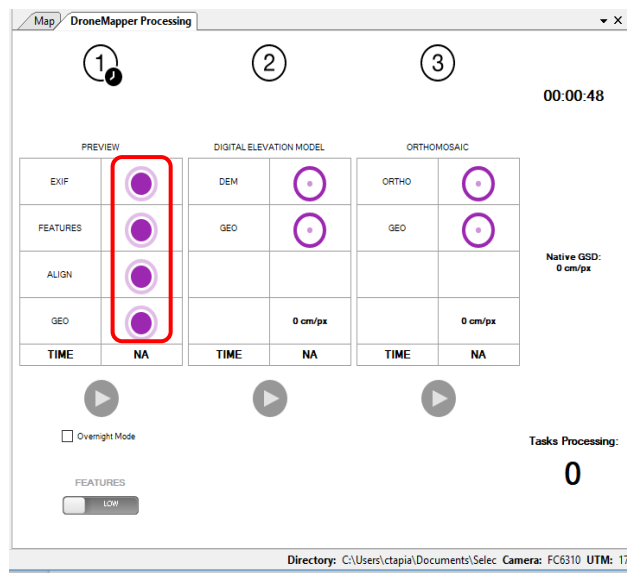 Map DroneMapper Processing
1 2 3
00:00:48
PREVIEW DIGITAL ELEVATION MODEL ORTHOMOSAIC
EXIF DEM ORTHO
FEATURES GEO GEO
Native GSD:
0 cm/px
ALIGN
GEO 0 cm/px 0 cm/px
TIME NA TIME NA TIME NA
Overnight Mode
Tasks Processing:
0
FEATURES
LOW
Directory: C:\Users\ctapia\Documents\Selec Camera: FC6310 UTM: 17